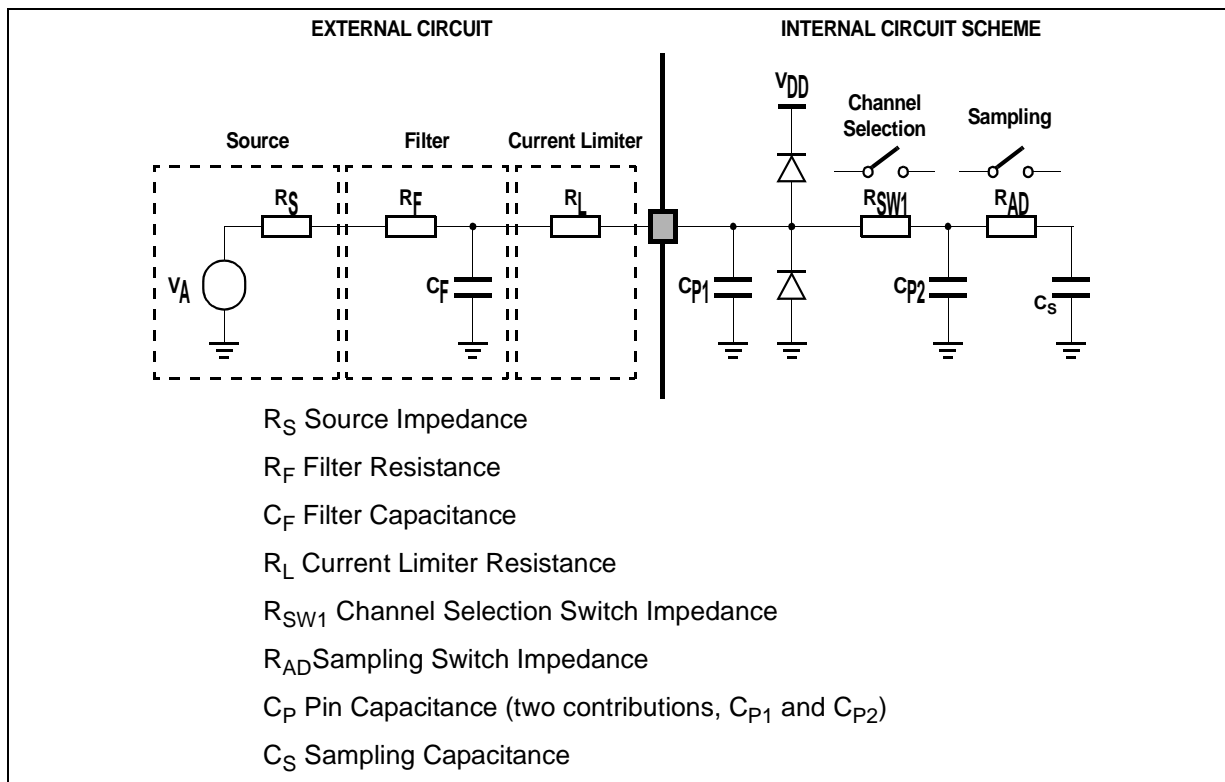 EXTERNAL CIRCUIT
INTERNAL CIRCUIT SCHEME
VDD
Channel
Selection
Sampling
Source
Filter
Current Limiter
RS
RF
RL
RSW1
RAD
VA
CF
CP1
CP2
CS
RS Source Impedance
RF Filter Resistance
CF Filter Capacitance
RL Current Limiter Resistance
RSW1 Channel Selection Switch Impedance
RADSampling Switch Impedance
CP Pin Capacitance (two contributions, CP1 and CP2)
CS Sampling Capacitance